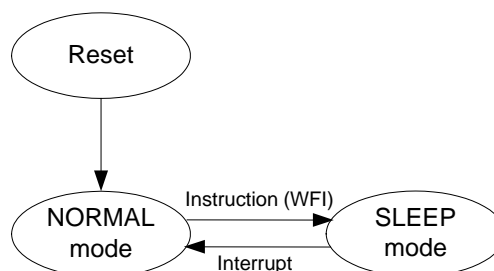 Reset
Instruction (WFI)
NORMAL
mode
SLEEP
mode
Interrupt